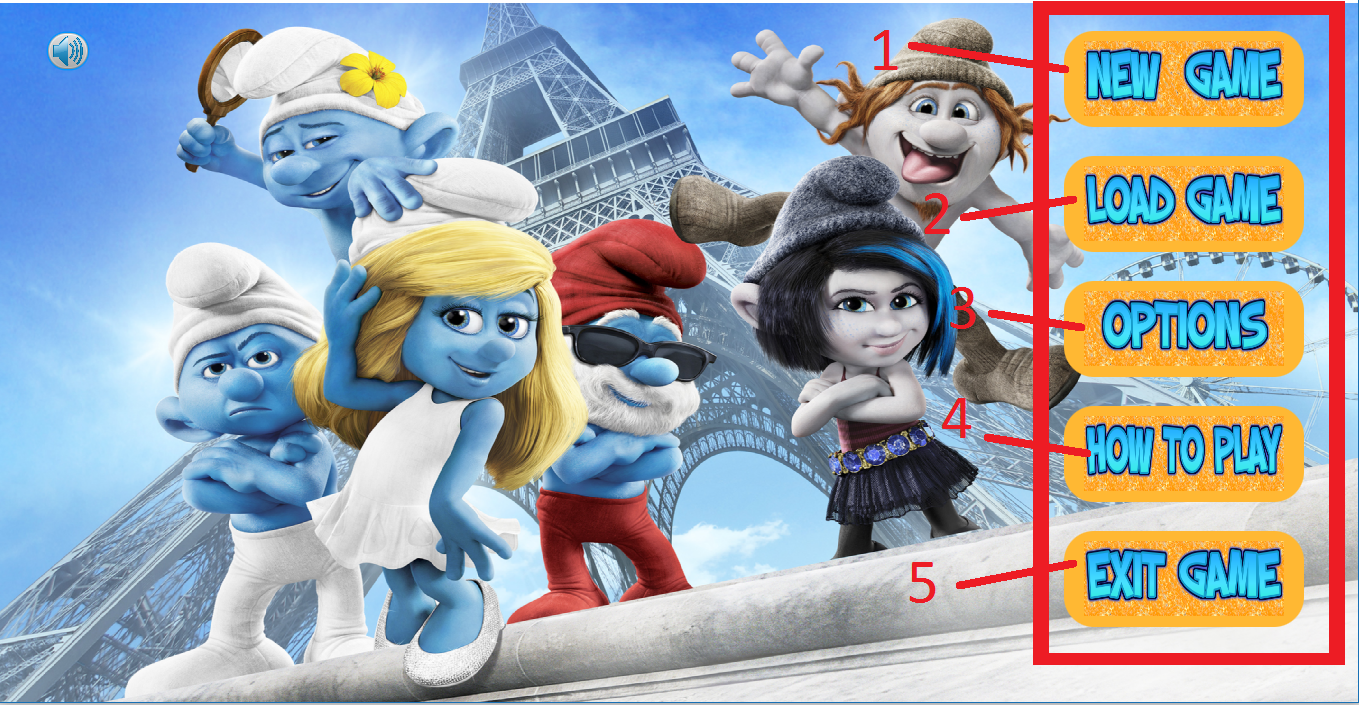 1
NEW GAME
2
LOAD GAME
3
OPTIONS
4
HOW TO PLAY
5
EXIT GAME